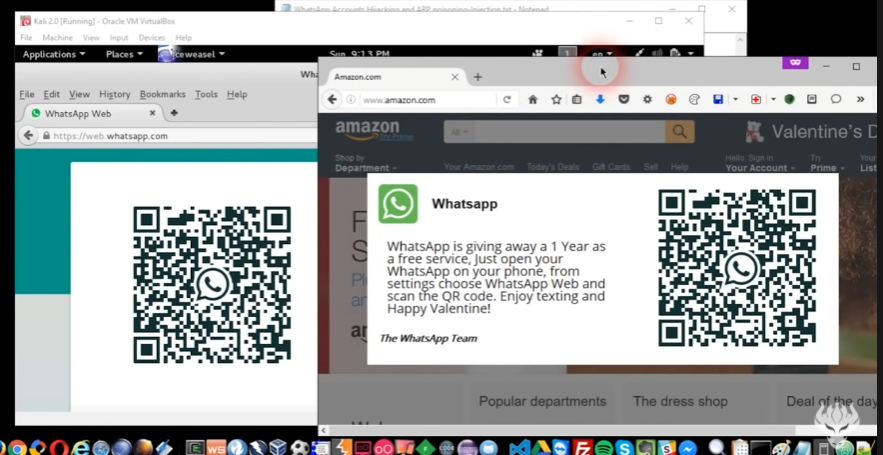 WhatsApp Accounts Hijacking and ARP poisoning-Injection.txt - Notepad
Kali 2.0 [Running] - Oracle VM VirtualBox
File Machine View Input Devices Help
Applications Places Iceweasel Sun 9:13 PM 1 en
File Edit View History Bookmarks Tools Help
WhatsApp Web
https://web.whatsapp.com
Amazon.com
www.amazon.com
amazon
Try Prime
All
Valentine's D
Shop by
Department
Your Amazon.com Today's Deals Gift Cards Sell Help
Hello. Sign in
Your Account
Try
Prime
Your
List
Whatsapp
WhatsApp is giving away a 1 Year as
a free service, Just open your
WhatsApp on your phone, from
settings choose WhatsApp Web and
scan the QR code. Enjoy texting and
Happy Valentine!
The WhatsApp Team
Popular departments
The dress shop
Deal of the day